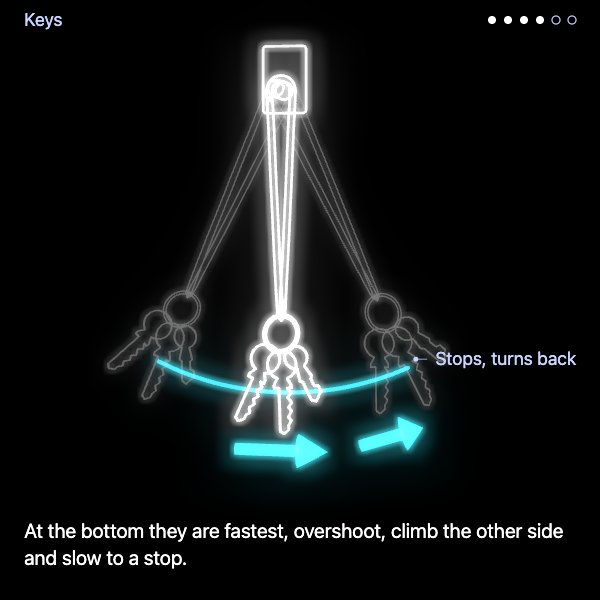 Keys
Stops, turns back
At the bottom they are fastest, overshoot, climb the other side
and slow to a stop.